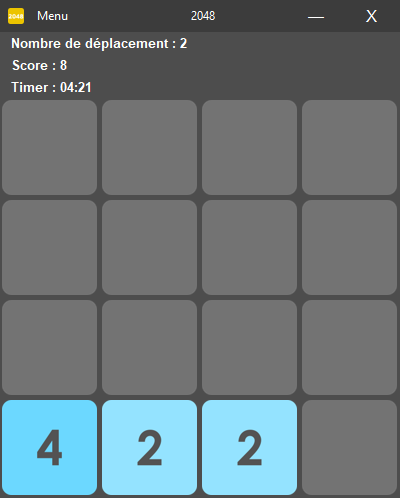 2048 Menu 2048 — X
Nombre de déplacement : 2
Score : 8
Timer : 04:21
4 2 2